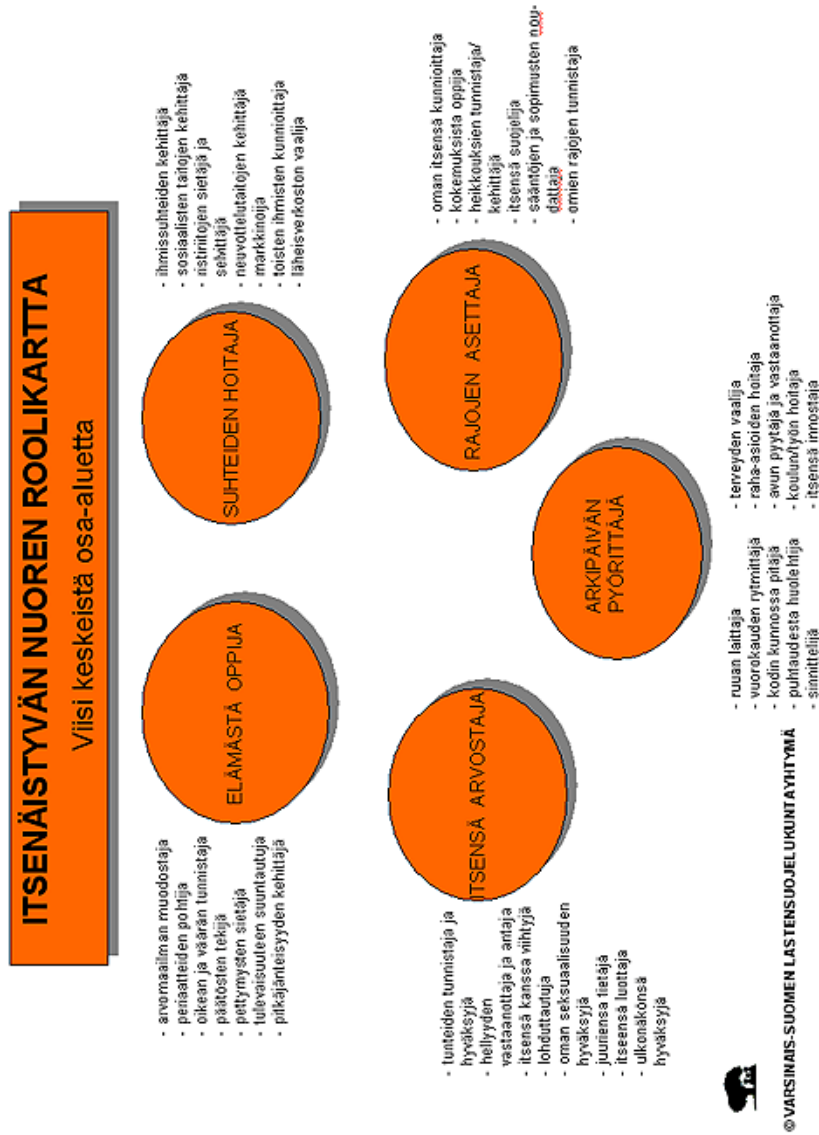 ITSENÄISTYVÄN NUOREN ROOLIKARTTA
Viisi keskeistä osa-aluetta
- arvomaailman muodostaja
- periaatteiden pohtija
- oikean ja väärän tunnistaja
- päätösten tekijä
- pettymysten sietäjä
- tulevaisuuteen suuntautuja
- pitkäjänteisyyden kehittäjä
ELÄMÄSTÄ OPPIJA
SUHTEIDEN HOITAJA
- ihmissuhteiden kehittäjä
- sosiaalisten taitojen kehittäjä
- ristiriitojen sietäjä ja
selvittäjä
- neuvottelutaitojen kehittäjä
- markkinoija
- toisten ihmisten kunnioittaja
- läheisverkoston vaalija
- tunteiden tunnistaja ja
hyväksyjä
- hellyyden
vastaanottaja ja antaja
- itsensä kanssa viihtyjä
- lohduttautuja
- oman seksuaalisuuden
hyväksyjä
- juuriensa tietäjä
- itseensä luottaja
- ulkonäkönsä
hyväksyjä
ITSENSÄ ARVOSTAJA
RAJOJEN ASETTAJA
- oman itsensä kunnioittaja
- kokemuksista oppija
- heikkouksien tunnistaja/
kehittäjä
- itsensä suojelija
- sääntöjen ja sopimusten nou-
dattaja
- omien rajojen tunnistaja
ARKIPÄIVÄN
PYÖRITTÄJÄ
- ruuan laittaja
- vuorokauden rytmittäjä
- kodin kunnossa pitäjä
- puhtaudesta huolehtija
- sinnittelijä
- terveyden vaalija
- raha-asioiden hoitaja
- avun pyytäjä ja vastaanottaja
- koulun/työn hoitaja
- itsensä innostaja
© VARSINAIS-SUOMEN LASTENSUOJELUKUNTAYHTYMÄ